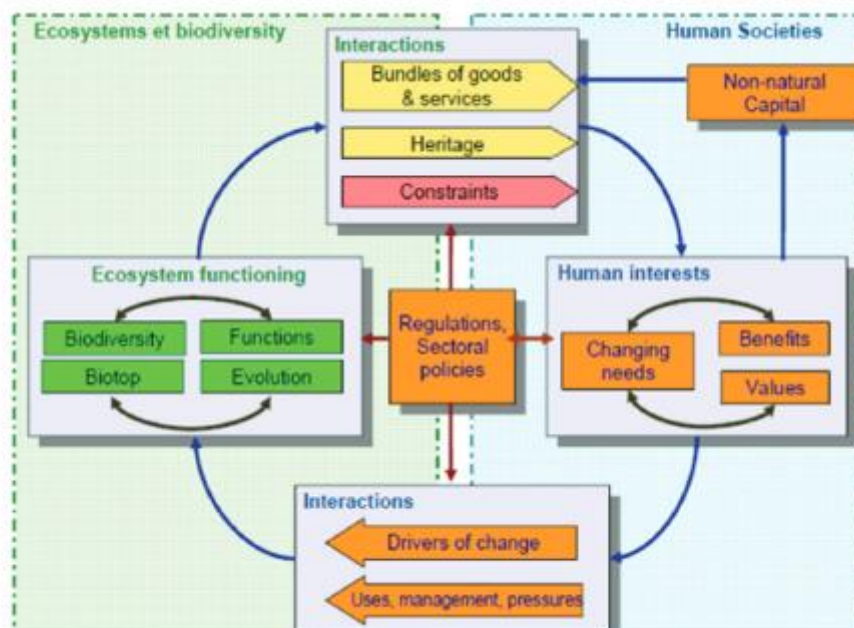 Ecosystems et biodiversity
Human Societies
Interactions
Bundles of goods
& services
Heritage
Constraints
Non-natural
Capital
Ecosystem functioning
Biodiversity
Functions
Biotop
Evolution
Regulations,
Sectoral
policies
Human interests
Changing
needs
Benefits
Values
Interactions
Drivers of change
Uses, management, pressures